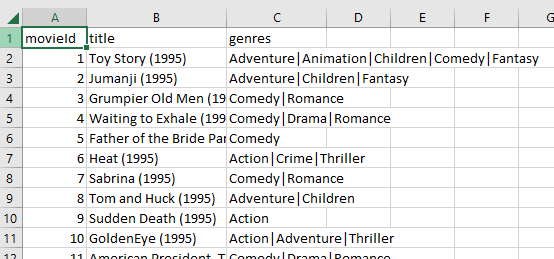 A B C D E F G
1 movieId title genres
2 1 Toy Story (1995) Adventure|Animation|Children|Comedy|Fantasy
3 2 Jumanji (1995) Adventure|Children|Fantasy
4 3 Grumpier Old Men (19 Comedy|Romance
5 4 Waiting to Exhale (199 Comedy|Drama|Romance
6 5 Father of the Bride Par Comedy
7 6 Heat (1995) Action|Crime|Thriller
8 7 Sabrina (1995) Comedy|Romance
9 8 Tom and Huck (1995) Adventure|Children
10 9 Sudden Death (1995) Action
11 10 GoldenEye (1995) Action|Adventure|Thriller
12 11 American President, T Comedy|Drama|Romance